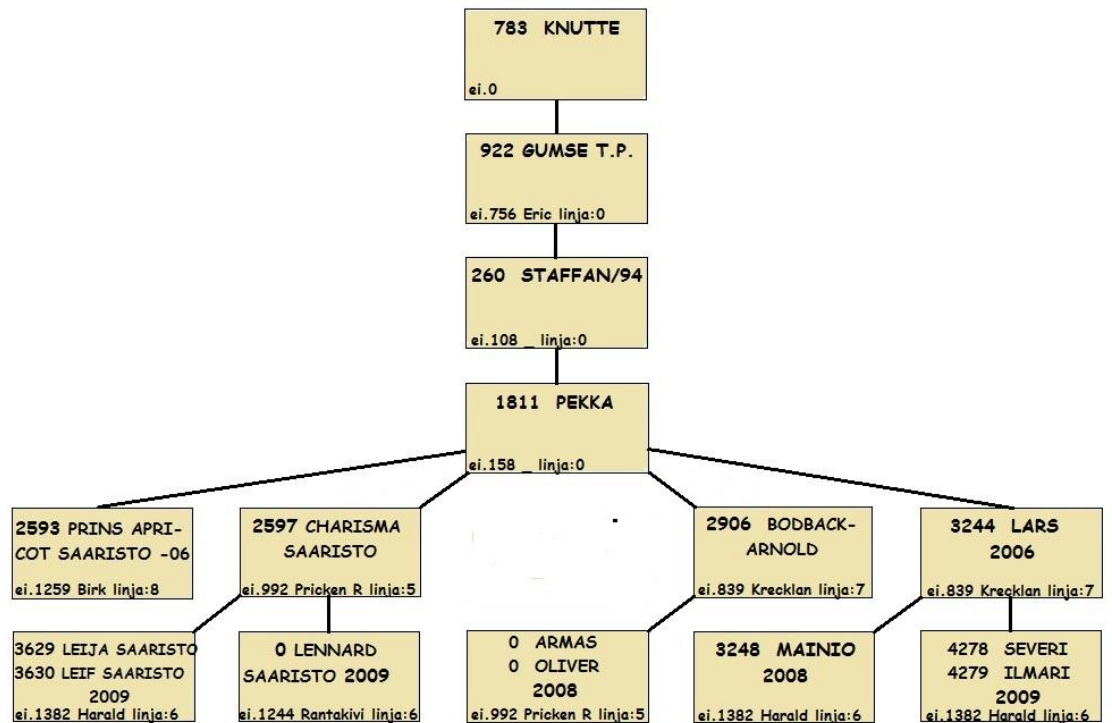 783 KNUTTE
ei.0
922 GUMSE T.P.
ei.756 Eric linja:0
260 STAFFAN/94
ei.108 _ linja:0
1811 PEKKA
ei.158 _ linja:0
2593 PRINS APRI-
COT SAARISTO -06
ei.1259 Birk linja:8
2597 CHARISMA
SAARISTO
ei.992 Pricken R linja:5
2906 BODBACK-
ARNOLD
ei.839 Krecklan linja:7
3244 LARS
2006
ei.839 Krecklan linja:7
3629 LEIJA SAARISTO
3630 LEIF SAARISTO
2009
ei.1382 Harald linja:6
0 LENNARD
SAARISTO 2009
ei.1244 Rantakivi linja:6
0 ARMAS
0 OLIVER
2008
ei.992 Pricken R linja:5
3248 MAINIO
2008
ei.1382 Harald linja:6
4278 SEVERI
4279 ILMARI
2009
ei.1382 Harald linja:6